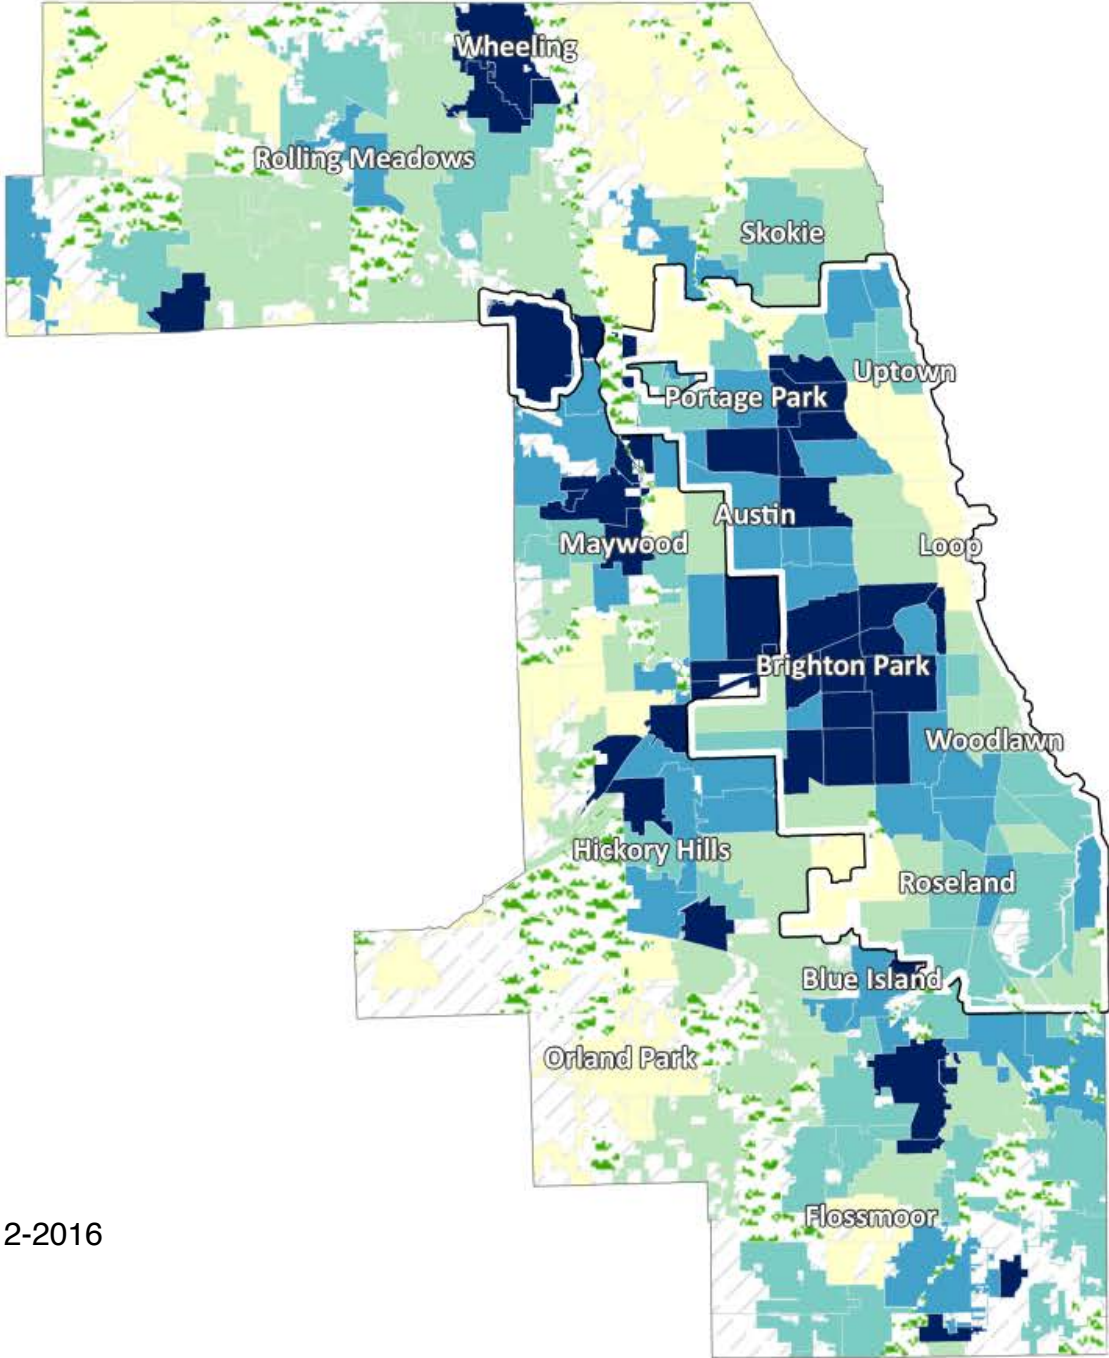 Wheeling
Rolling Meadows
Skokie
Uptown
Portage Park
Austin
Maywood
Loop
Brighton Park
Woodlawn
Hickory Hills
Roseland
Blue Island
Orland Park
Flossmoor
2-2016